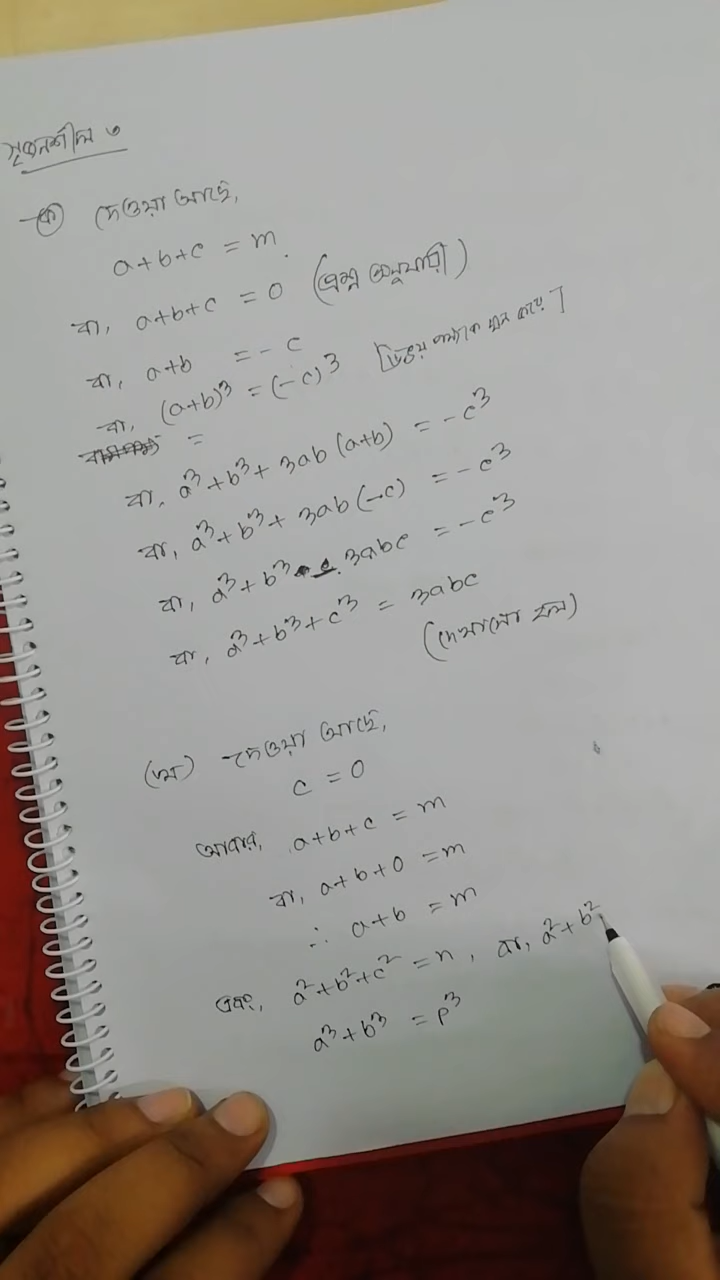 সৃজনশীল ৩
ক) দেওয়া আছে,
a+b+c = m
বা, a+b+c = 0 (প্রশ্ন অনুযায়ী)
বা, a+b = - c
বা, (a+b)³ = (-c)³ [উভয় পক্ষকে ঘন করে]
=
বা, a³+b³+ 3ab (a+b) = -c³
বা, a³+b³+ 3ab (-c) = -c³
বা, a³+b³ - 3abc = -c³
বা, a³+b³+c³ = 3abc
(দেখানো হল)
(খ) দেওয়া আছে,
c = 0
আবার, a+b+c = m
বা, a+b+0 = m
∴ a+b = m
এবং, a²+b²+c² = n, বা, a²+b²
a³+b³ = p³